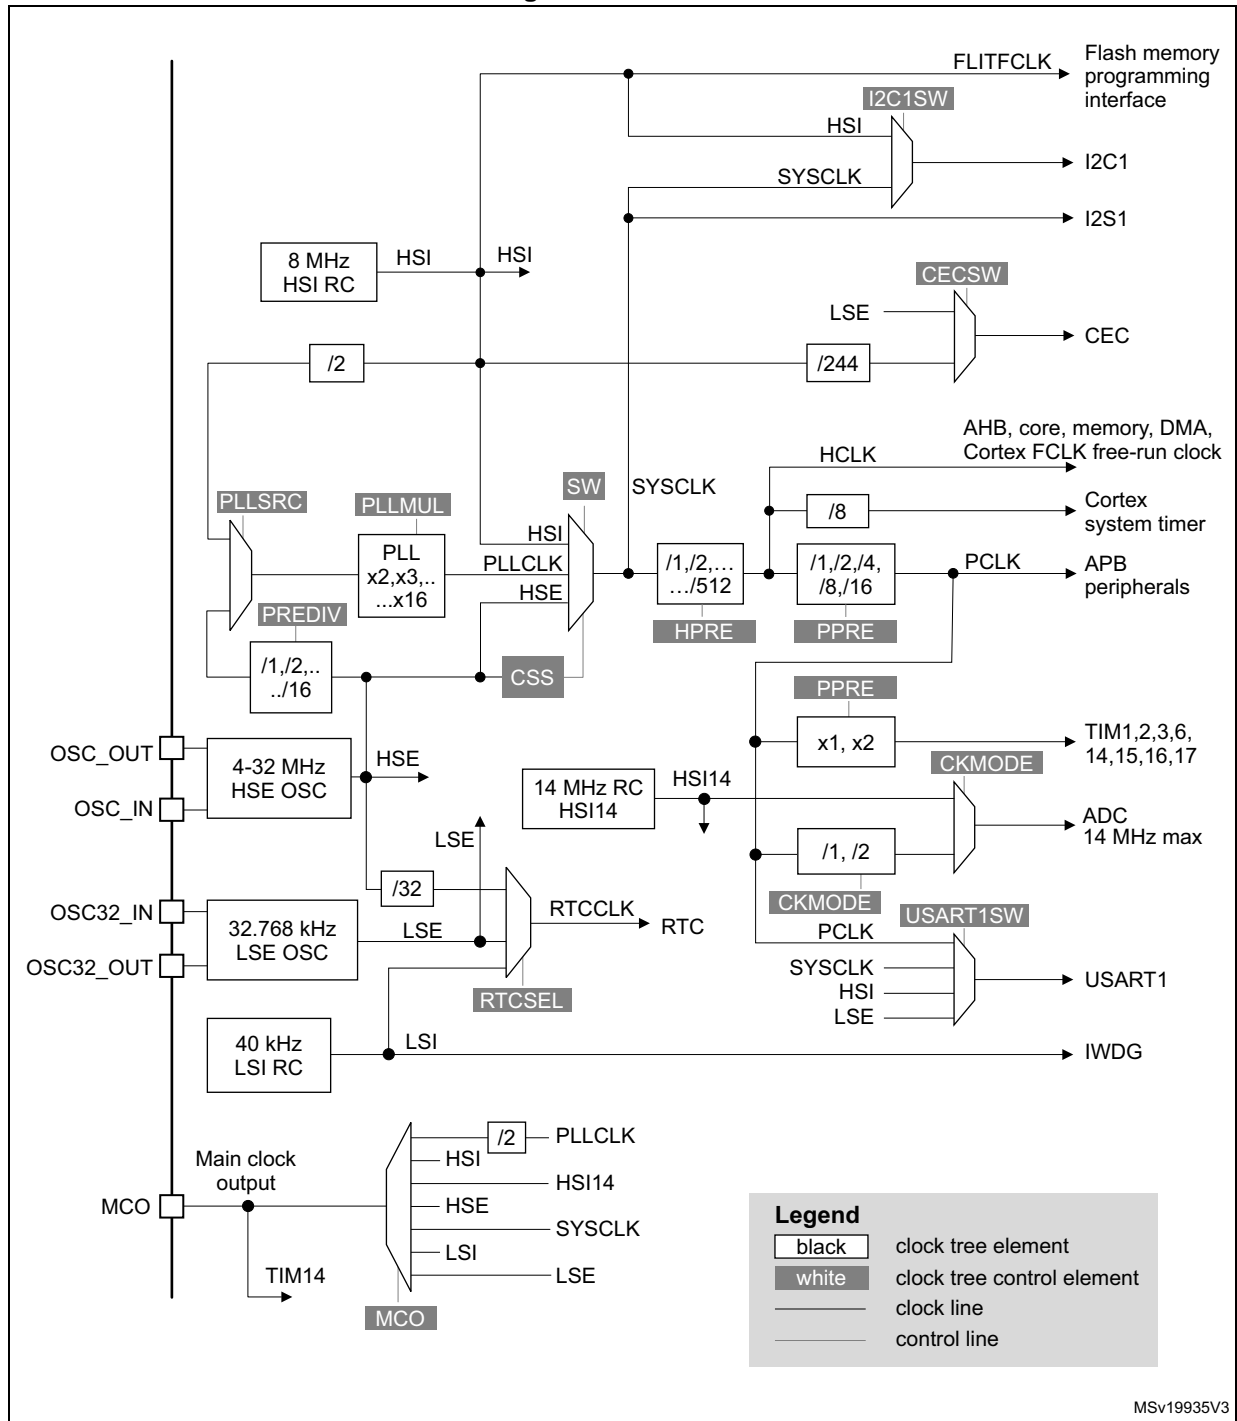 FLITFCLK
Flash memory
programming
interface
I2C1SW
HSI
I2C1
SYSCLK
I2S1
8 MHz
HSI RC
HSI
HSI
CECSW
LSE
CEC
/2
/244
AHB, core, memory, DMA,
Cortex FCLK free-run clock
HCLK
SW
SYSCLK
PLLSRC
PLLMUL
/8
Cortex
system timer
HSI
PLL
x2,x3,..
...x16
PLLCLK
HSE
/1,/2,...
.../512
/1,/2,/4,
/8,/16
PCLK
APB
peripherals
PREDIV
HPRE
PPRE
/1,/2,..
../16
CSS
PPRE
OSC_OUT
4-32 MHz
HSE OSC
HSE
OSC_IN
x1, x2
TIM1,2,3,6,
14,15,16,17
14 MHz RC
HSI14
HSI14
CKMODE
ADC
14 MHz max
LSE
/1, /2
/32
CKMODE
OSC32_IN
32.768 kHz
LSE OSC
OSC32_OUT
LSE
RTCCLK
RTC
USART1SW
PCLK
SYSCLK
HSI
LSE
USART1
RTCSEL
40 kHz
LSI RC
LSI
IWDG
/2
PLLCLK
HSI
HSI14
HSE
SYSCLK
LSI
LSE
Main clock
output
MCO
TIM14
MCO
Legend
black
clock tree element
white
clock tree control element
clock line
control line
MSv19935V3